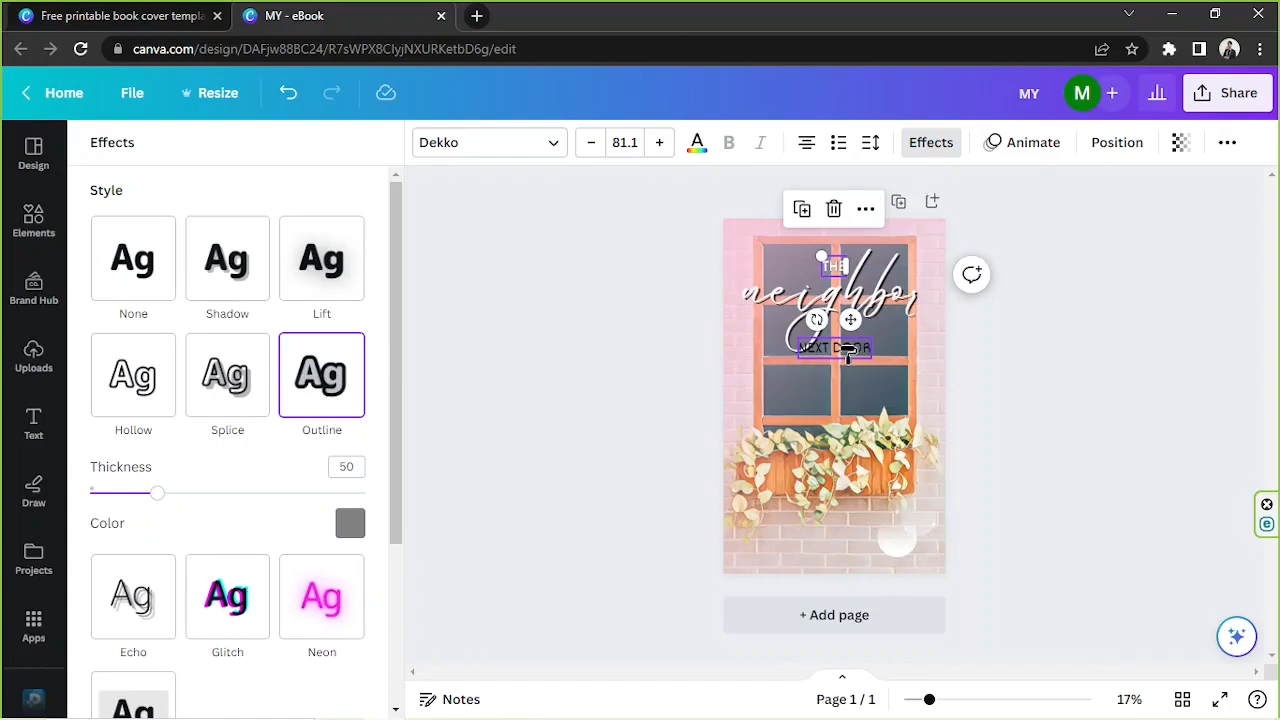 Free printable book cover templa
MY - eBook
canva.com/design/DAFjw88BC24/R7sWPX8CIyjNXURKetbD6g/edit
Home
File
Resize
MY
M
Share
Effects
Dekko
81.1
A
B
I
Effects
Animate
Position
Design
Elements
Brand Hub
Uploads
Text
Draw
Projects
Apps
Style
Ag
Ag
Ag
None
Shadow
Lift
Ag
Ag
Ag
Hollow
Splice
Outline
Thickness
50
Color
Ag
Ag
Ag
Echo
Glitch
Neon
Ag
THE
neighbor
NEXT DOOR
+ Add page
Notes
Page 1 / 1
17%